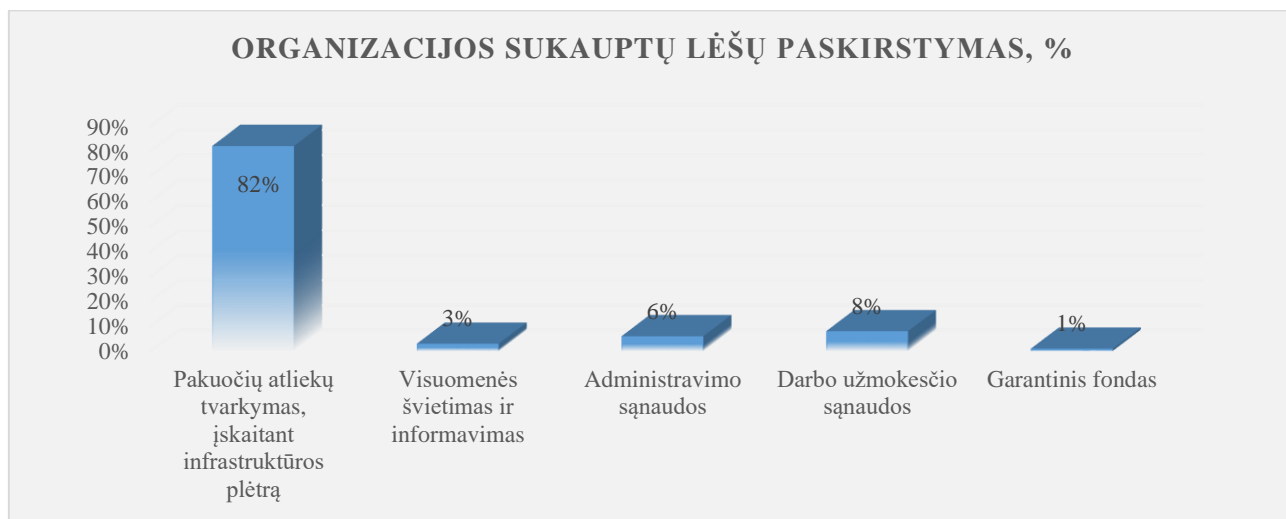 ORGANIZACIJOS SUKAUPTŲ LĖŠŲ PASKIRSTYMAS, %
90%
80%
70%
60%
50%
40%
30%
20%
10%
0%
82%
3%
6%
8%
1%
Pakuočių atliekų
tvarkymas,
įskaitant
infrastruktūros
plėtrą
Visuomenės
švietimas ir
informavimas
Administravimo
sąnaudos
Darbo užmokesčio
sąnaudos
Garantinis fondas